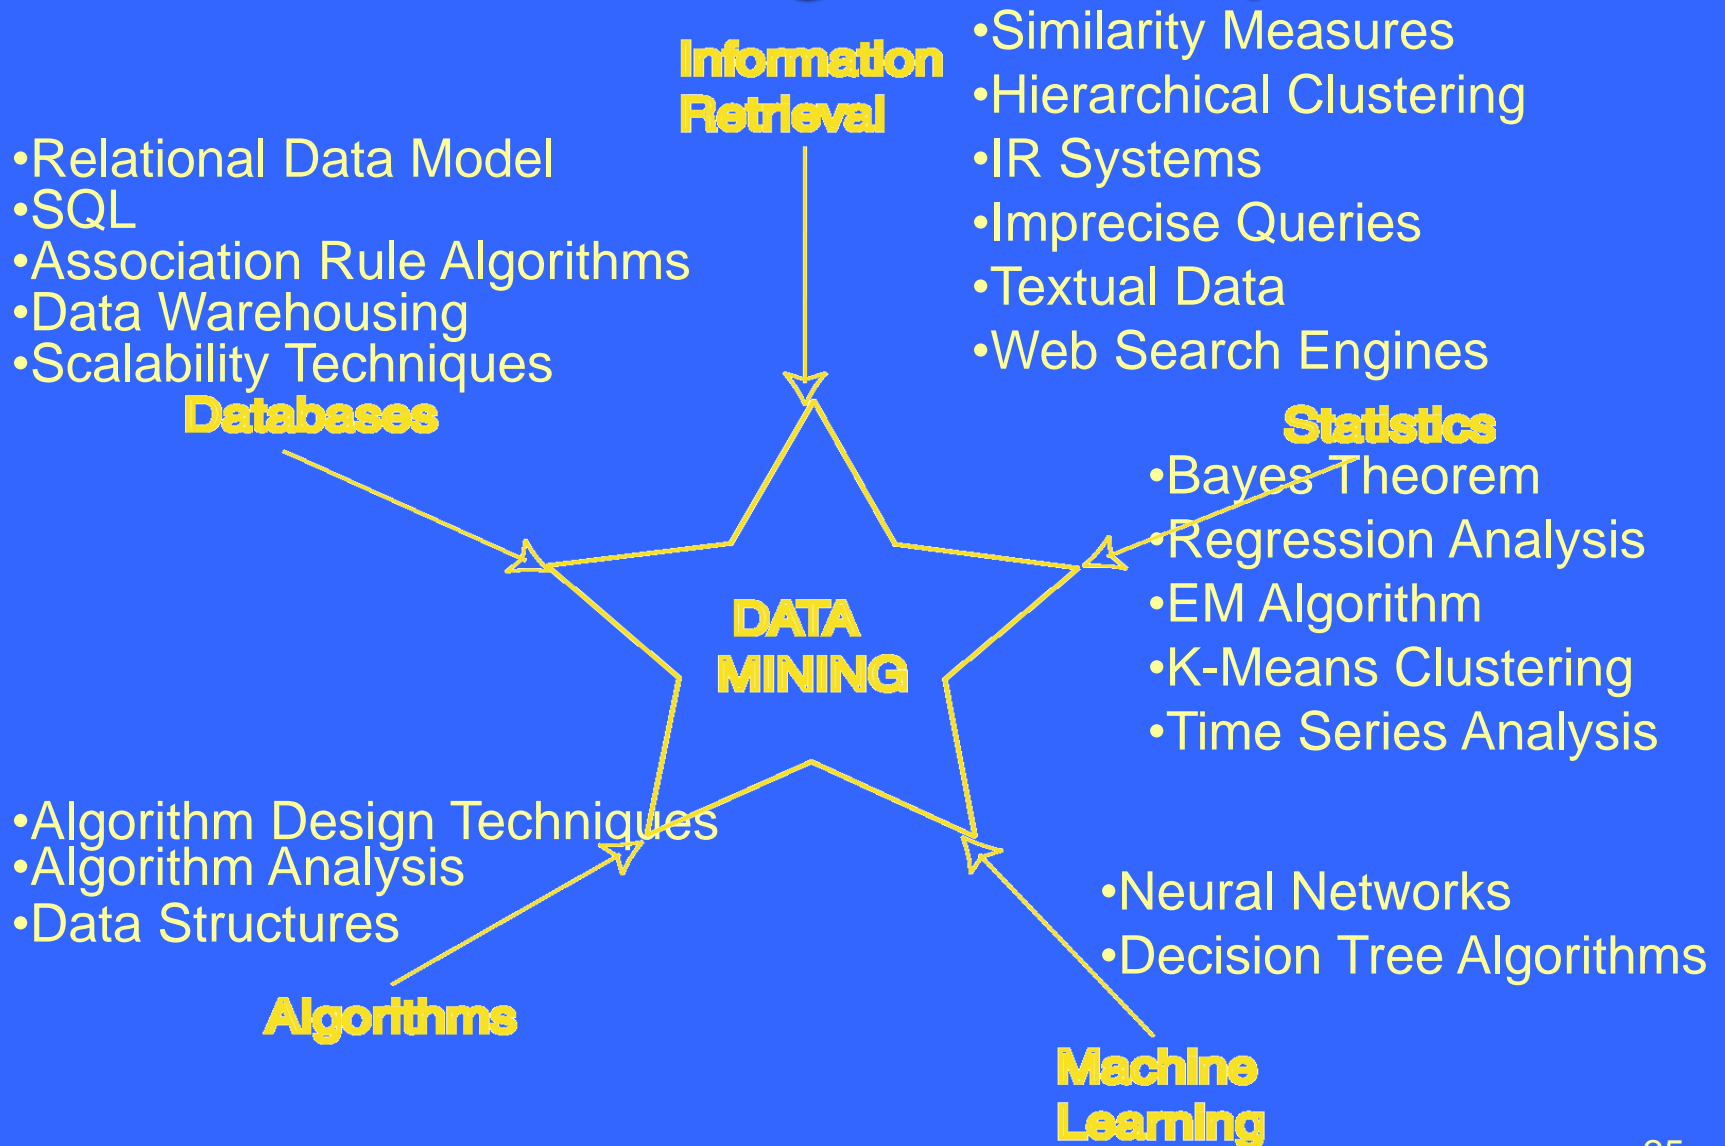 Information
Retrieval
•Similarity Measures
•Hierarchical Clustering
•IR Systems
•Imprecise Queries
•Textual Data
•Web Search Engines
•Relational Data Model
•SQL
•Association Rule Algorithms
•Data Warehousing
•Scalability Techniques
Databases
Statistics
•Bayes Theorem
•Regression Analysis
•EM Algorithm
•K-Means Clustering
•Time Series Analysis
DATA
MINING
•Algorithm Design Techniques
•Algorithm Analysis
•Data Structures
Algorithms
•Neural Networks
•Decision Tree Algorithms
Machine
Learning